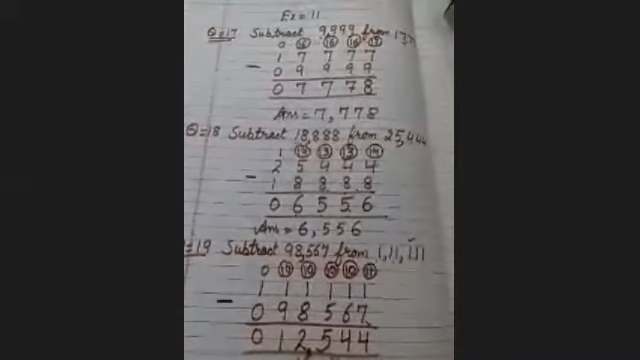 Ex = 11
Q=17 Subtract 9,999 from 17,7
0 16 16 16 17
1 7 7 7 7
- 0 9 9 9 9
0 7 7 7 8
Ans = 7,778
Q=18 Subtract 18,888 from 25,444
1 14 13 13 14
2 5 4 4 4
- 1 8 8 8 8
0 6 5 5 6
Ans = 6,556
=19 Subtract 98,567 from 1,11,111
0 10 10 10 11
1 1 1 1 1 1
- 0 9 8 5 6 7
0 1 2,5 4 4